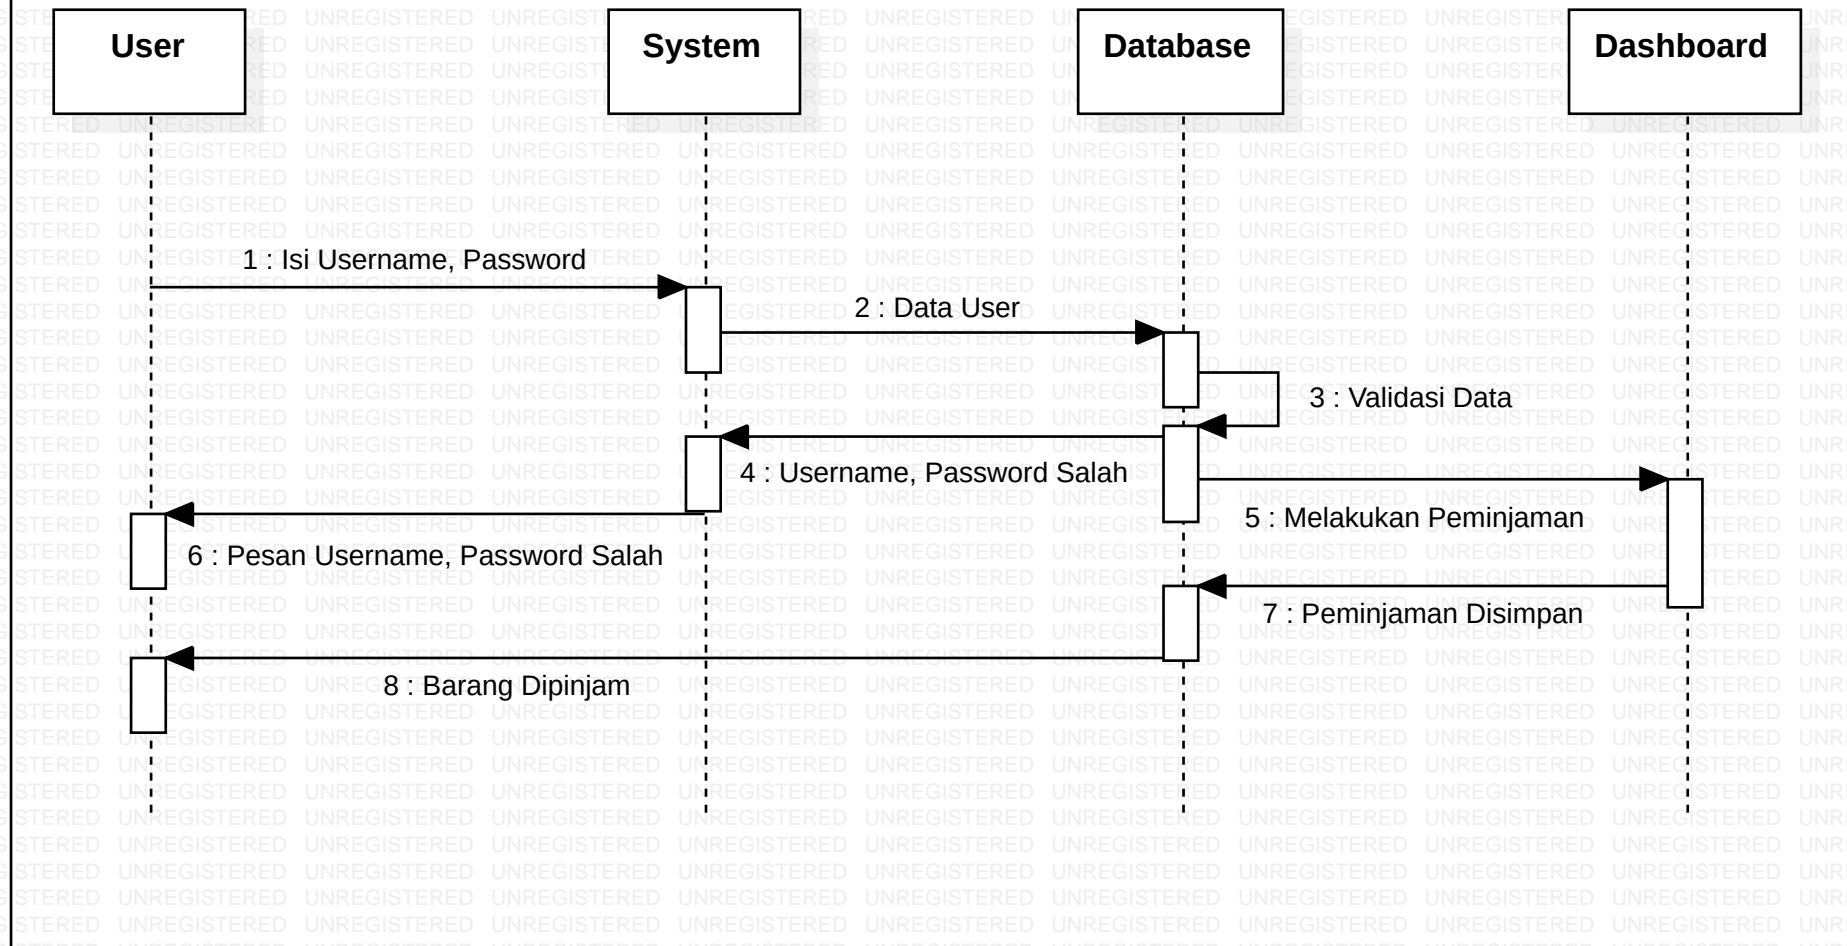 User
System
Database
Dashboard
1 : Isi Username, Password
2 : Data User
3 : Validasi Data
4 : Username, Password Salah
5 : Melakukan Peminjaman
6 : Pesan Username, Password Salah
7 : Peminjaman Disimpan
8 : Barang Dipinjam
UNREGISTERED